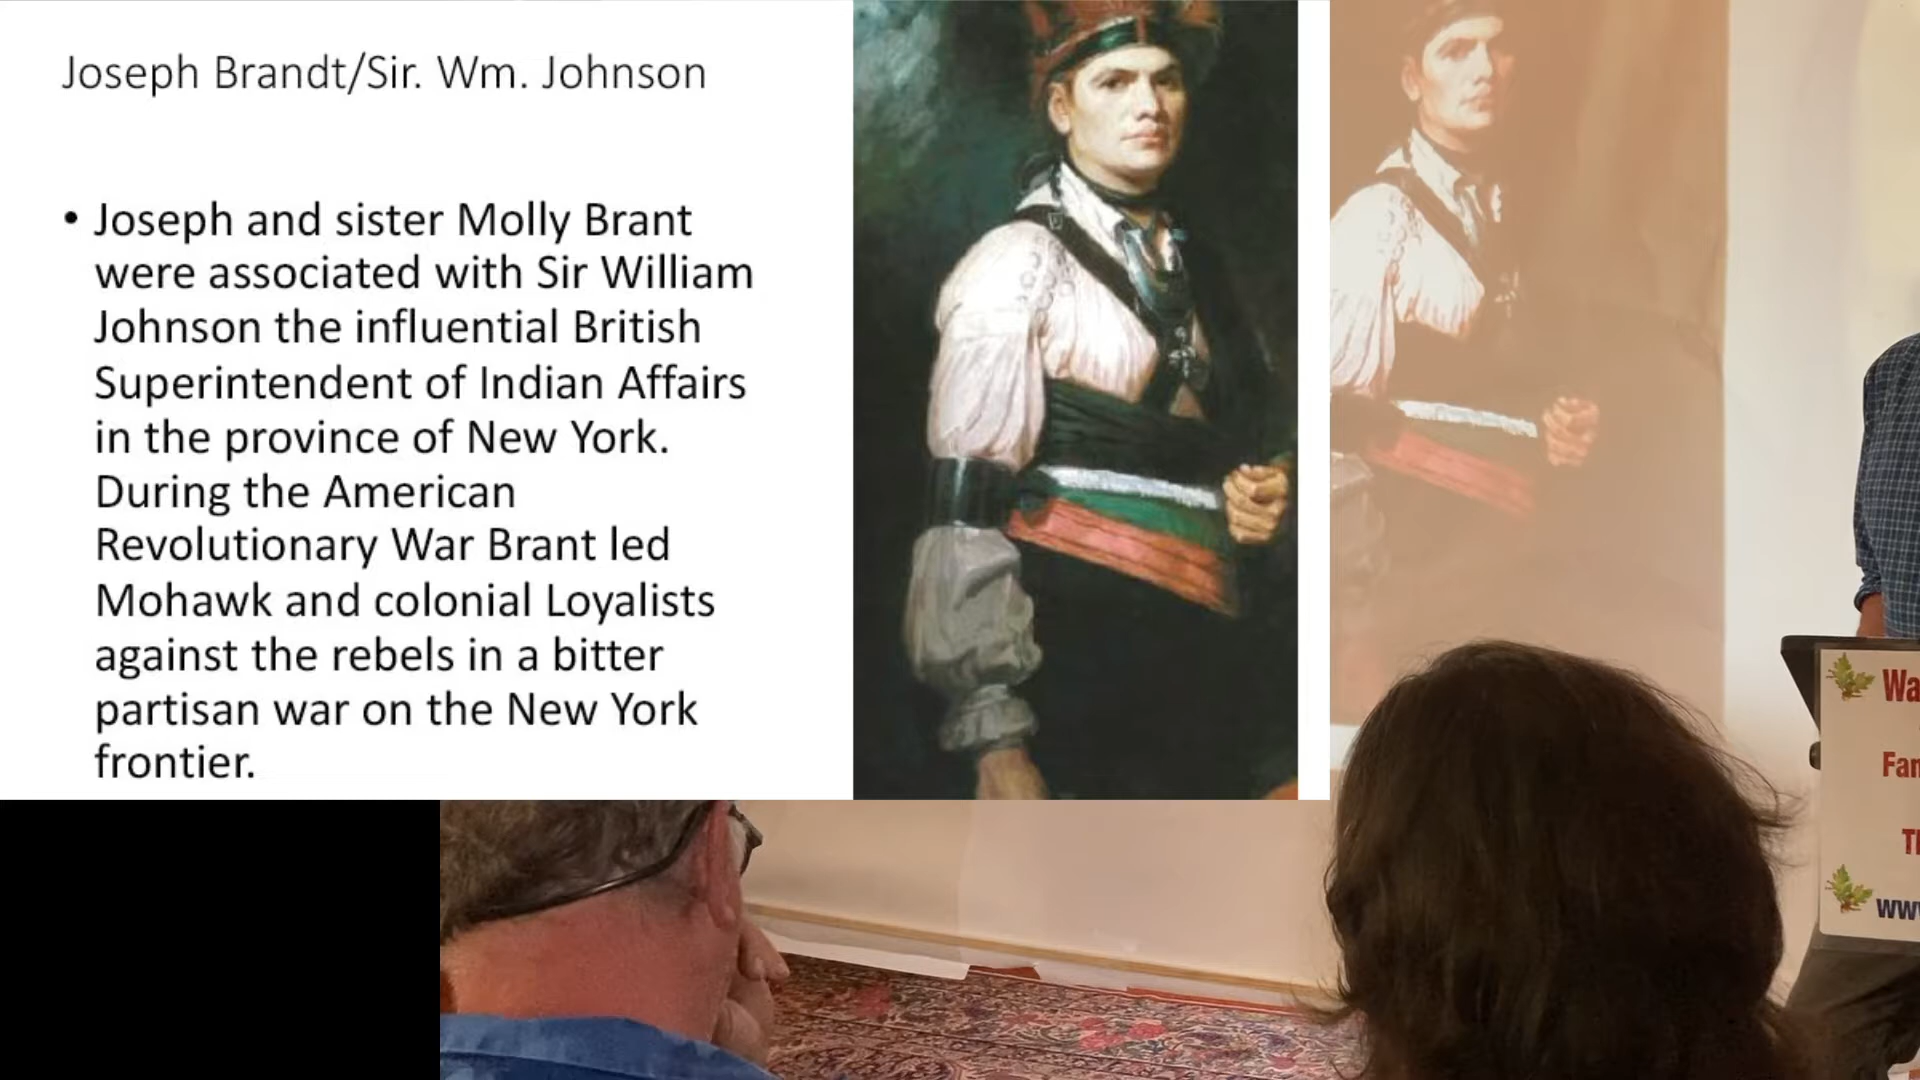 Joseph Brandt/Sir. Wm. Johnson
• Joseph and sister Molly Brant
were associated with Sir William
Johnson the influential British
Superintendent of Indian Affairs
in the province of New York.
During the American
Revolutionary War Brant led
Mohawk and colonial Loyalists
against the rebels in a bitter
partisan war on the New York
frontier.